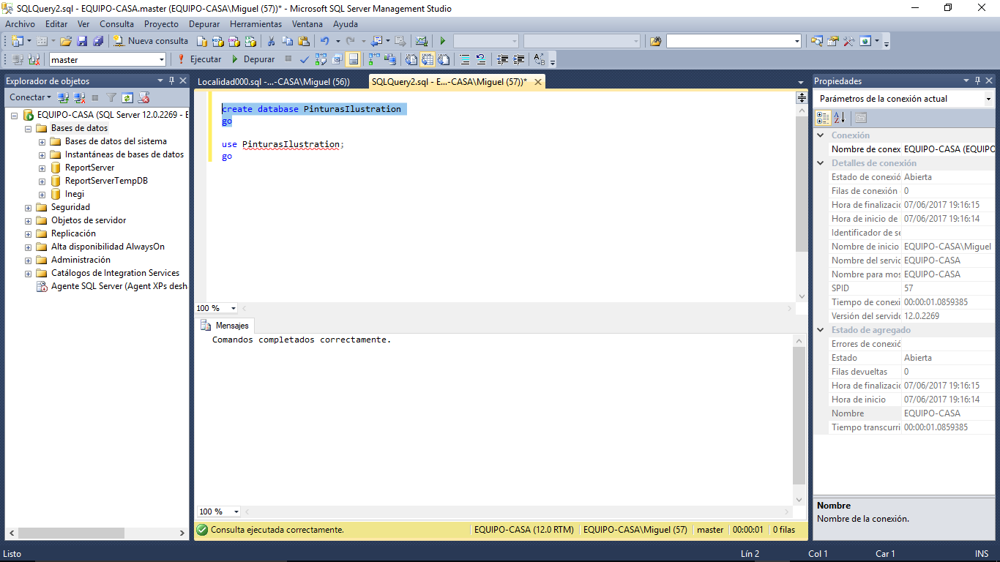 SQLQuery2.sql - EQUIPO-CASA.master (EQUIPO-CASA\Miguel (57))* - Microsoft SQL Server Management Studio
Archivo Editar Ver Consulta Proyecto Depurar Herramientas Ventana Ayuda
Nueva consulta
master Ejecutar Depurar
Explorador de objetos
Conectar
EQUIPO-CASA (SQL Server 12.0.2269 - E
Bases de datos
Bases de datos del sistema
Instantáneas de bases de datos
ReportServer
ReportServerTempDB
Inegi
Seguridad
Objetos de servidor
Replicación
Alta disponibilidad AlwaysOn
Administración
Catálogos de Integration Services
Agente SQL Server (Agent XPs desh
Localidad000.sql -...-CASA\Miguel (56)) SQLQuery2.sql - E...-CASA\Miguel (57))*
create database PinturasIlustration
go
use PinturasIlustration;
go
100 %
Mensajes
Comandos completados correctamente.
100 %
Consulta ejecutada correctamente. EQUIPO-CASA (12.0 RTM) EQUIPO-CASA\Miguel (57) master 00:00:01 0 filas
Propiedades
Parámetros de la conexión actual
Conexión
Nombre de conex EQUIPO-CASA (EQUIPO
Detalles de conexión
Estado de conexió Abierta
Filas de conexión 0
Hora de finalizació 07/06/2017 19:16:15
Hora de inicio de 07/06/2017 19:16:14
Identificador de se
Nombre de inicio EQUIPO-CASA\Miguel
Nombre del servic EQUIPO-CASA
Nombre para mos EQUIPO-CASA
SPID 57
Tiempo de conexi 00:00:01.0859385
Versión del servido 12.0.2269
Estado de agregado
Errores de conexió
Estado Abierta
Filas devueltas 0
Hora de finalizació 07/06/2017 19:16:15
Hora de inicio 07/06/2017 19:16:14
Nombre EQUIPO-CASA
Tiempo transcurri 00:00:01.0859385
Nombre
Nombre de la conexión.
Listo Lín 2 Col 1 Car 1 INS